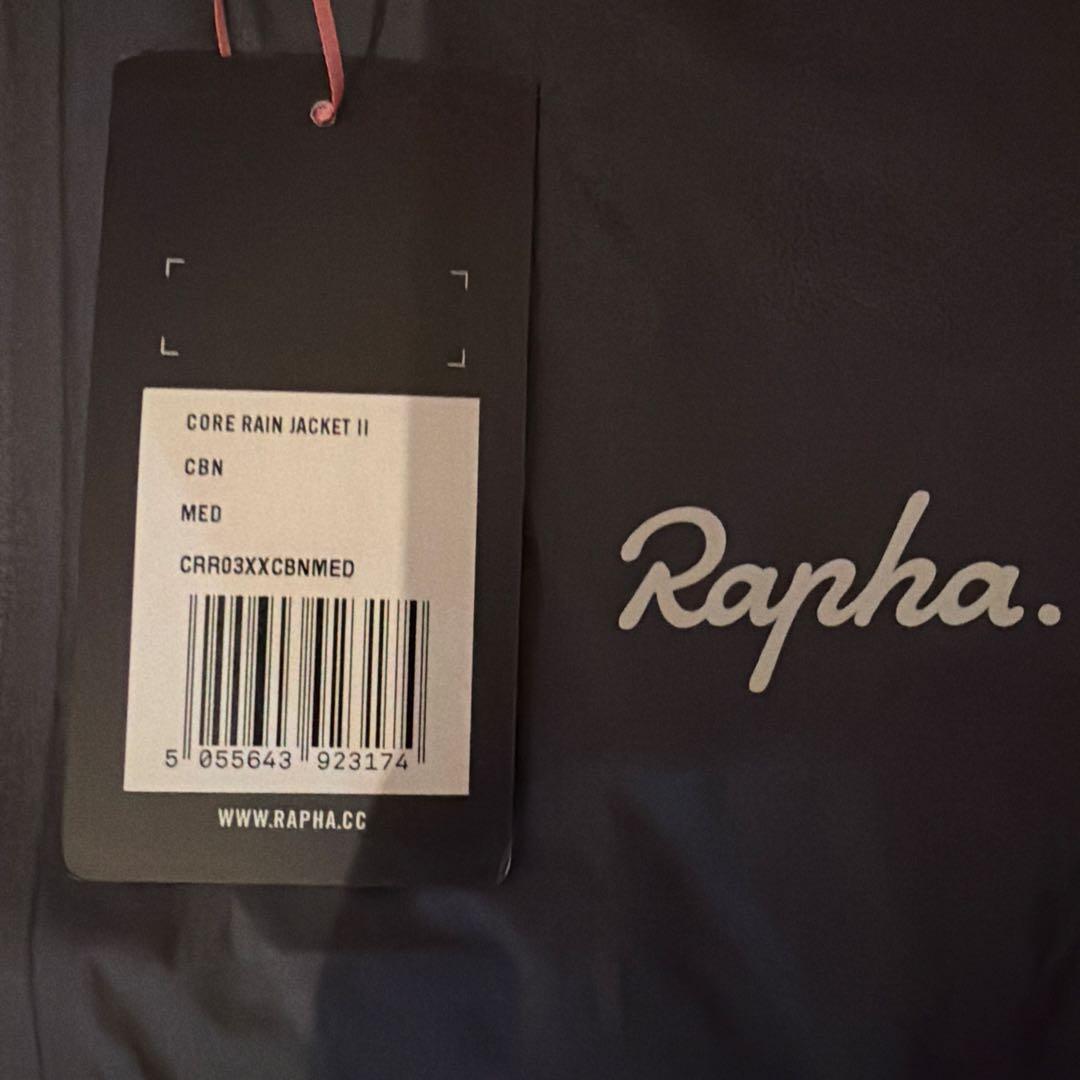 CORE RAIN JACKET II
CBN
MED
CRR03XXCBNMED
5 055643 923174
WWW.RAPHA.CC
Rapha.